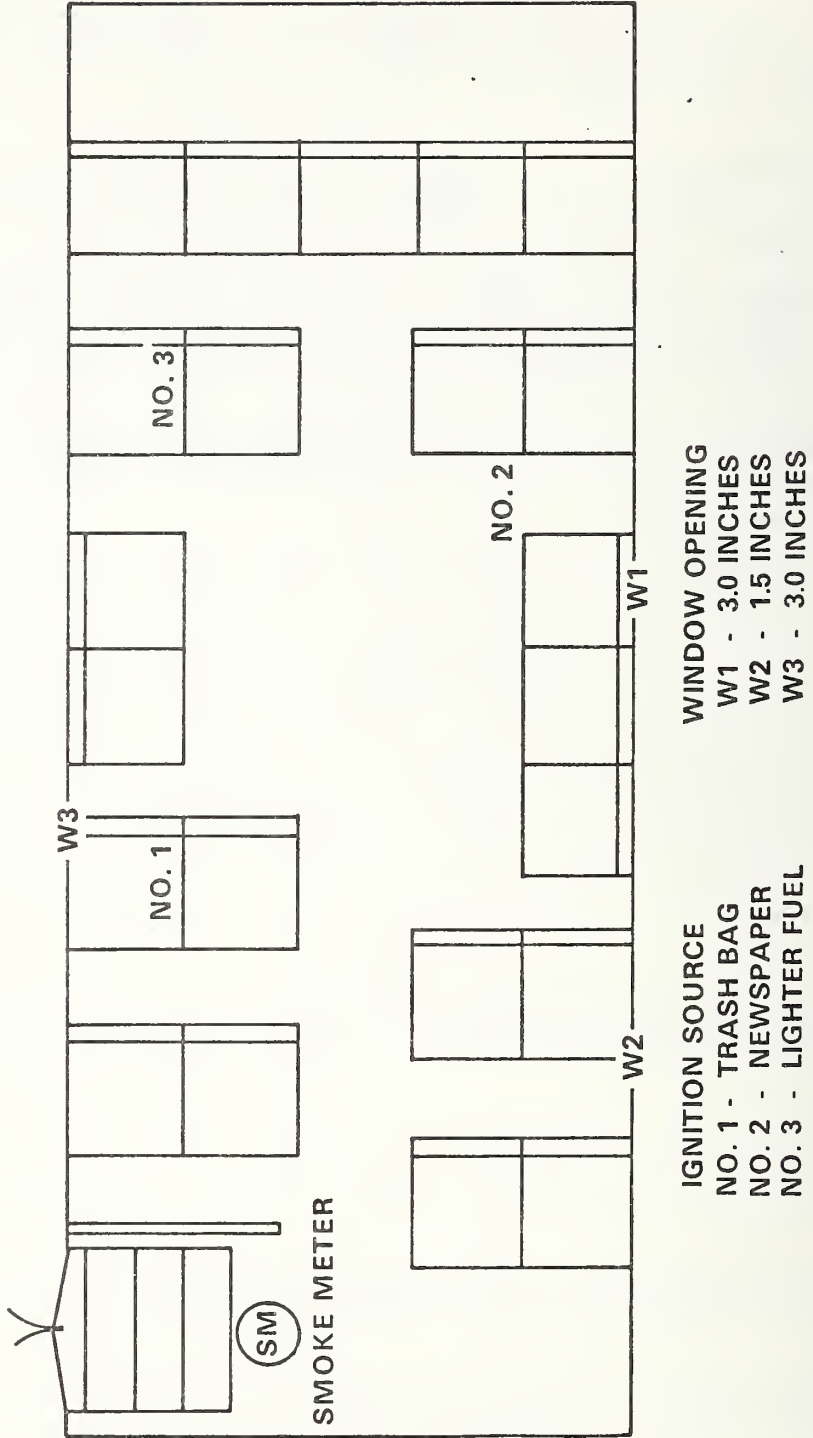 W3
NO. 1
NO. 3
SM
SMOKE METER
NO. 2
W2
W1
IGNITION SOURCE
NO. 1 - TRASH BAG
NO. 2 - NEWSPAPER
NO. 3 - LIGHTER FUEL
WINDOW OPENING
W1 - 3.0 INCHES
W2 - 1.5 INCHES
W3 - 3.0 INCHES